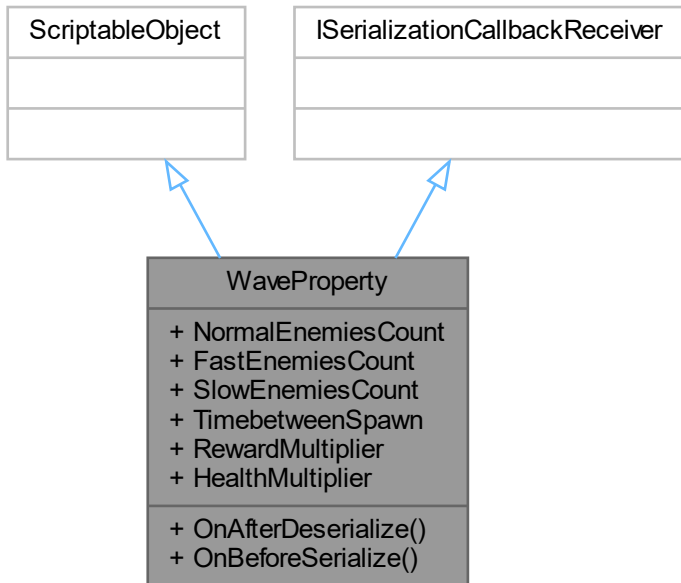 ScriptableObject
ISerializationCallbackReceiver
WaveProperty
+ NormalEnemiesCount
+ FastEnemiesCount
+ SlowEnemiesCount
+ TimebetweenSpawn
+ RewardMultiplier
+ HealthMultiplier
+ OnAfterDeserialize()
+ OnBeforeSerialize()